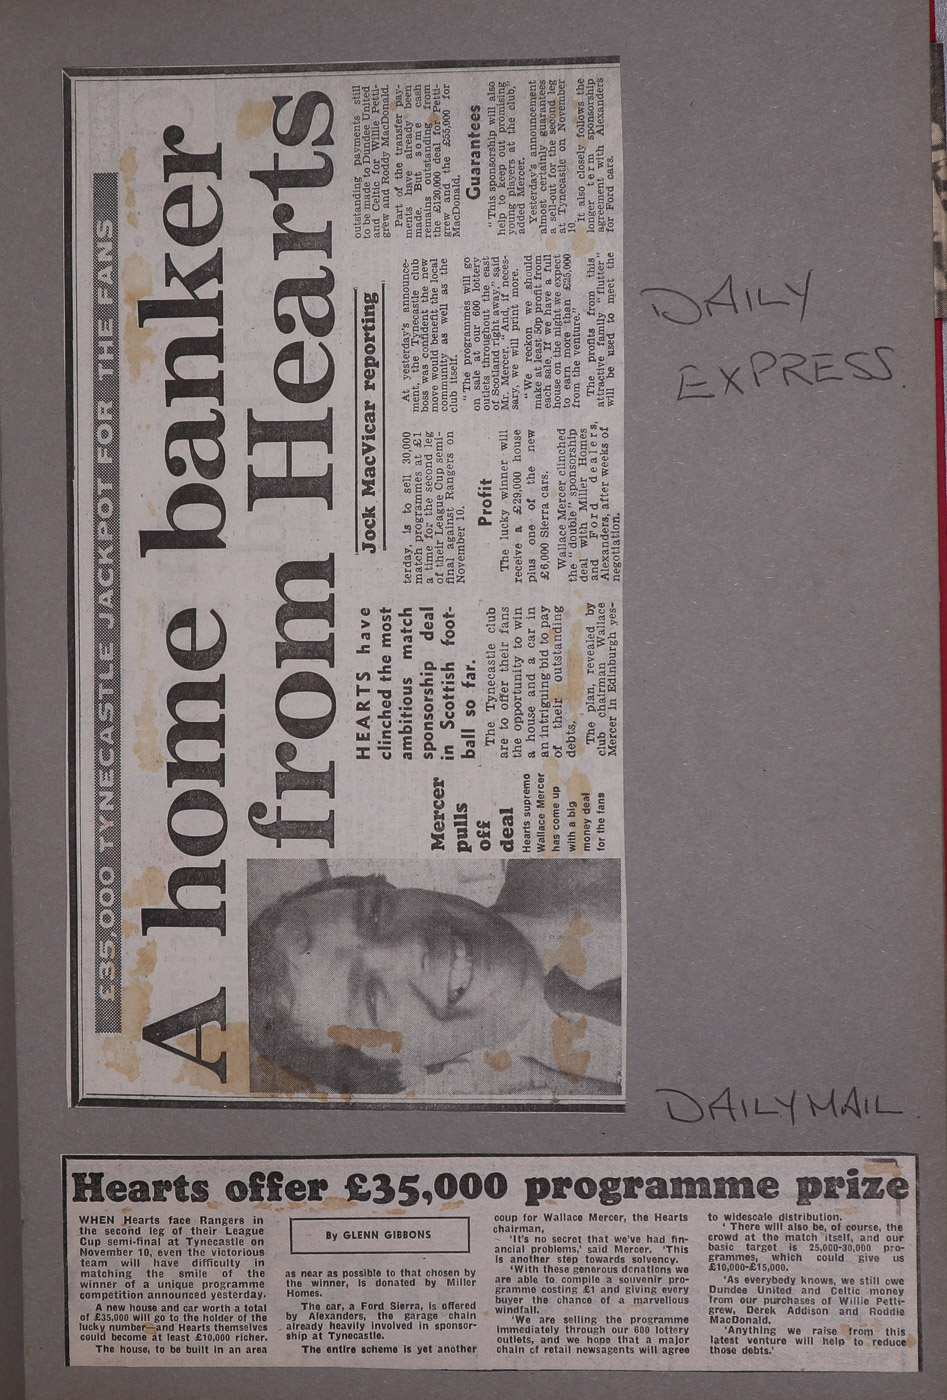 £35,000 TYNECASTLE JACKPOT FOR THE FANS
A home banker
from Hearts
Mercer
pulls
off
deal
Hearts supremo
Wallace Mercer
has come up
with a big
money deal
for the fans
HEARTS have
clinched the most
ambitious match
sponsorship deal
in Scottish foot-
ball so far.
The Tynecastle club
are to offer their fans
the opportunity to win
a house and a car in
an intriguing bid to pay
of their outstanding
debts.
The plan, revealed by
club chairman Wallace
Mercer in Edinburgh yes-
Jock MacVicar reporting
terday, is to sell 30,000
match programmes at £1
a time for the second leg
of their League Cup semi-
final against Rangers on
November 10.
Profit
The lucky winner will
receive a £29,000 house
plus one of the new
£6,000 Sierra cars.
Wallace Mercer clinched
the "double" sponsorship
deal with Miller Homes
and Ford dealers,
Alexanders, after weeks of
negotiation.
At yesterday's announce-
ment, the Tynecastle club
boss was confident the new
move would benefit the local
community as well as the
club itself.
"The programmes will go
on sale at our 600 lottery
outlets throughout the east
of Scotland right away," said
Mr. Mercer. "And, if neces-
sary, we will print more.
"We reckon we should
make at least 50p profit from
each sale. If we have a full
house on the night we expect
to earn more than £25,000
from the venture."
The profits from this
attractive family "flutter"
will be used to meet the
outstanding payments still
to be made to Dundee United
and Celtic for Willie Petti-
grew and Roddy MacDonald.
Part of the transfer pay-
ments have already been
made. But some cash
remains outstanding from
the £120,000 deal for Petti-
grew and the £55,000 for
MacDonald.
Guarantees
"This sponsorship will also
help to keep out promising
young players at the club,"
added Mercer.
Yesterday's announcement
almost certainly guarantees
a sell-out for the second leg
at Tynecastle on November
10.
It also closely follows the
longer term sponsorship
agreement with Alexanders
for Ford cars.
DAILY
EXPRESS.
DAILY MAIL
Hearts offer £35,000 programme prize
WHEN Hearts face Rangers in
the second leg of their League
Cup semi-final at Tynecastle on
November 10, even the victorious
team will have difficulty in
matching the smile of the
winner of a unique programme
competition announced yesterday.
A new house and car worth a total
of £35,000 will go to the holder of the
lucky number—and Hearts themselves
could become at least £10,000 richer.
The house, to be built in an area
By GLENN GIBBONS
as near as possible to that chosen by
the winner, is donated by Miller
Homes.
The car, a Ford Sierra, is offered
by Alexanders, the garage chain
already heavily involved in sponsor-
ship at Tynecastle.
The entire scheme is yet another
coup for Wallace Mercer, the Hearts
chairman,
'It's no secret that we've had fin-
ancial problems,' said Mercer. 'This
is another step towards solvency.
'With these generous donations we
are able to compile a souvenir pro-
gramme costing £1 and giving every
buyer the chance of a marvellous
windfall.
'We are selling the programme
immediately through our 600 lottery
outlets, and we hope that a major
chain of retail newsagents will agree
to widescale distribution.
'There will also be, of course, the
crowd at the match itself, and our
basic target is 25,000-30,000 pro-
grammes, which could give us
£10,000-£15,000.
'As everybody knows, we still owe
Dundee United and Celtic money
from our purchases of Willie Petti-
grew, Derek Addison and Roddie
MacDonald.
'Anything we raise from this
latest venture will help to reduce
those debts.'